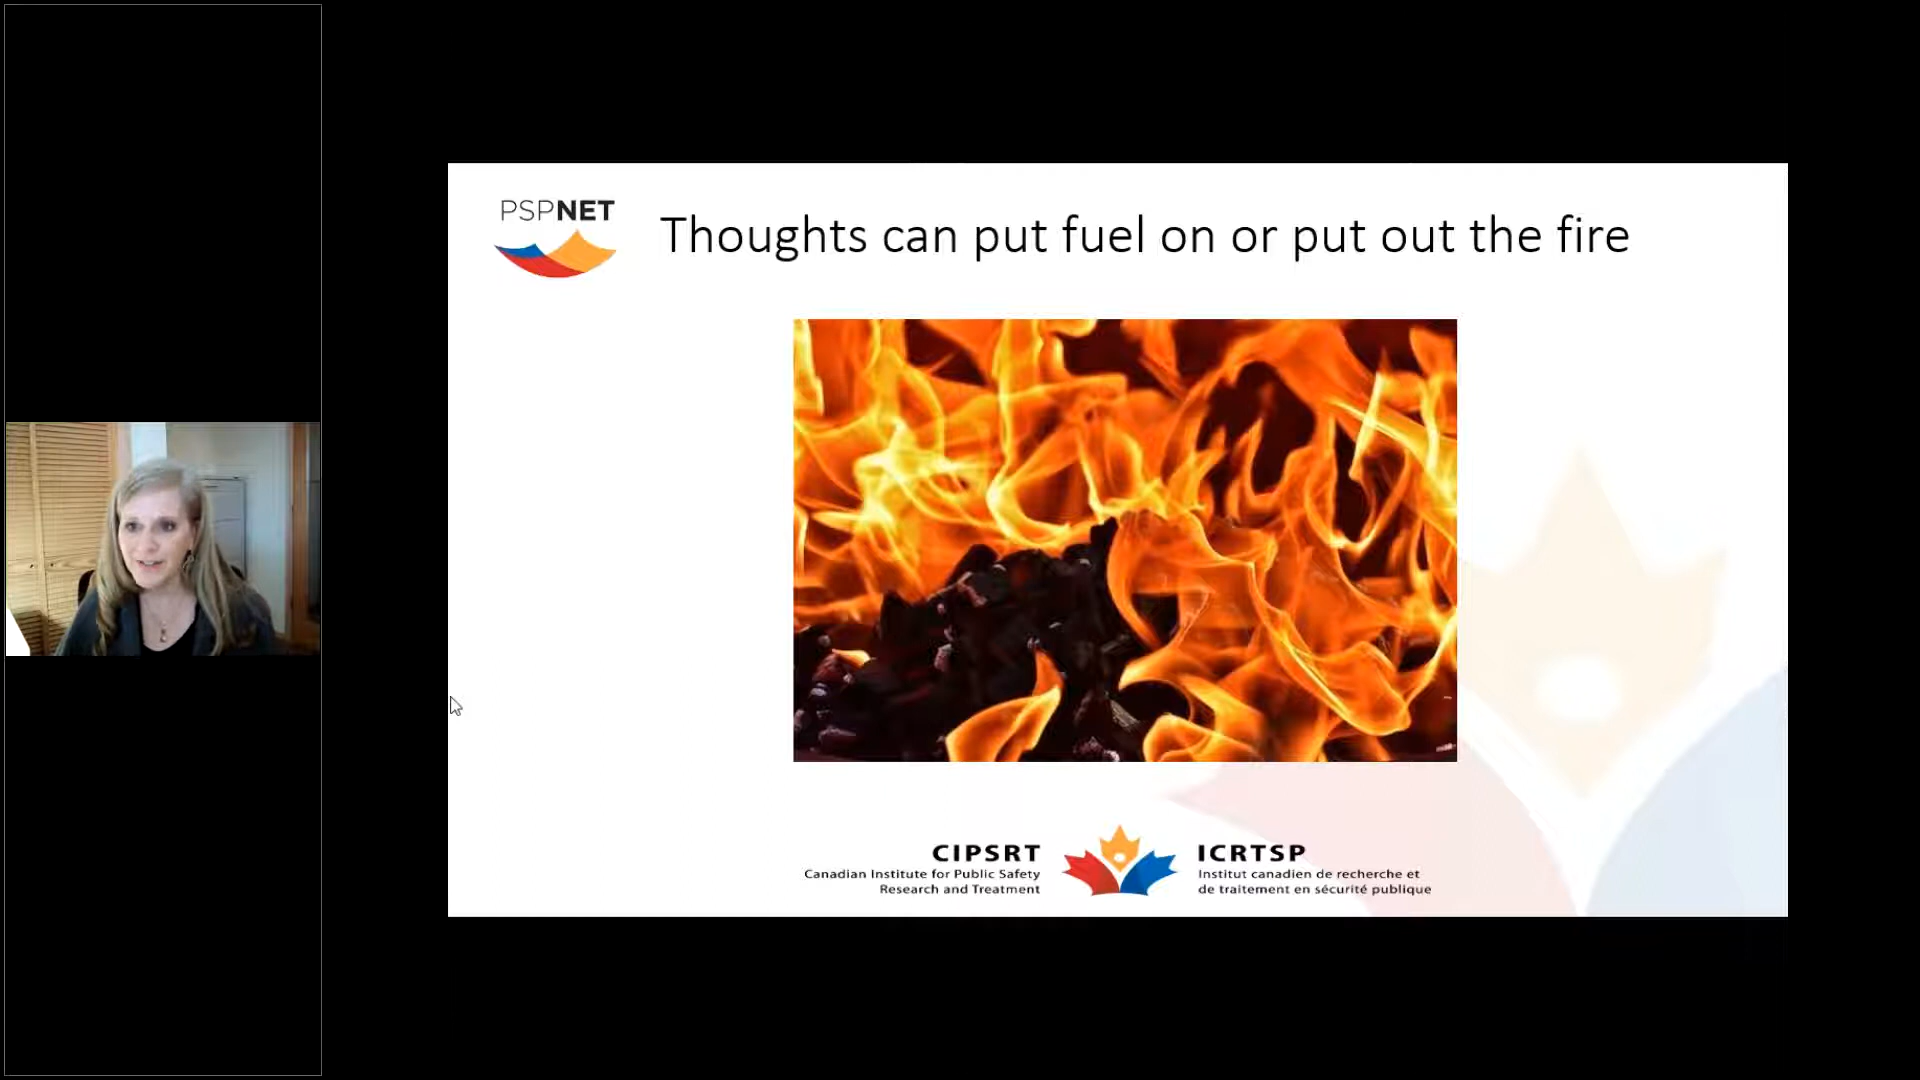 PSPNET
Thoughts can put fuel on or put out the fire
CIPSRT
Canadian Institute for Public Safety
Research and Treatment
ICRTSP
Institut canadien de recherche et
de traitement en sécurité publique